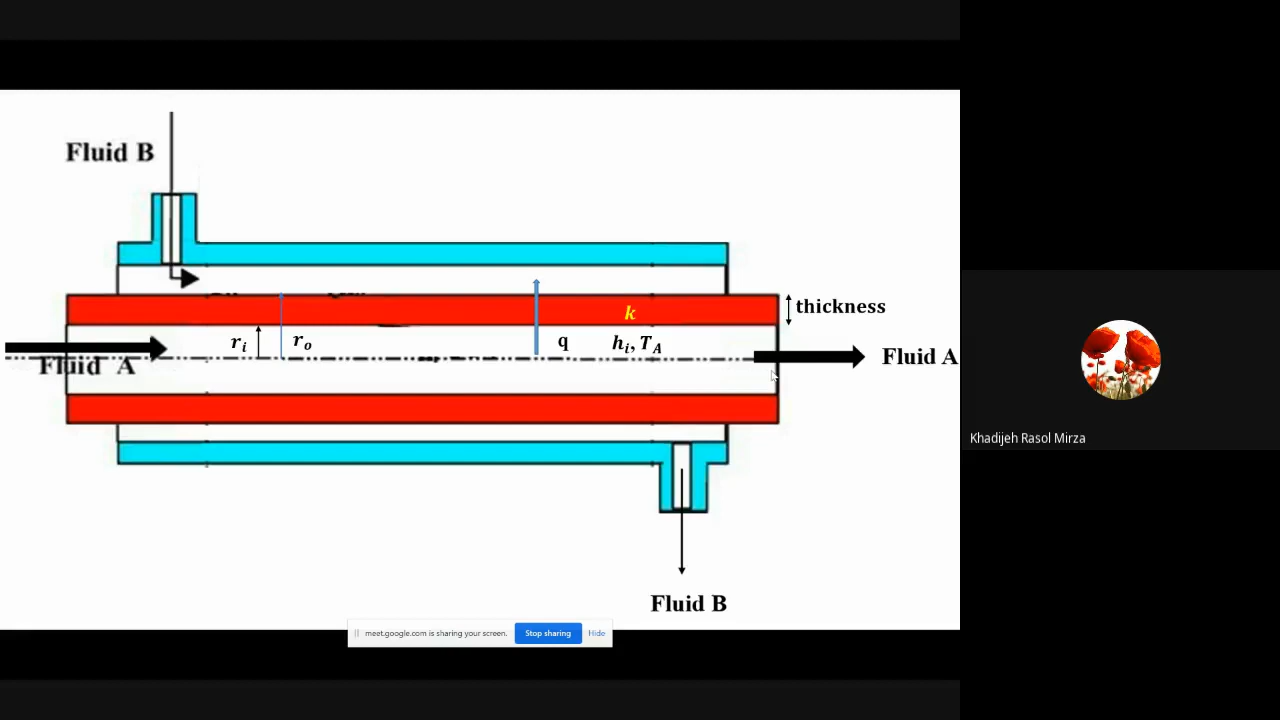 Fluid B
thickness
k
r_i
r_o
q
h_i, T_A
Fluid A
Fluid A
Fluid B
Khadijeh Rasol Mirza
meet.google.com is sharing your screen.
Stop sharing
Hide